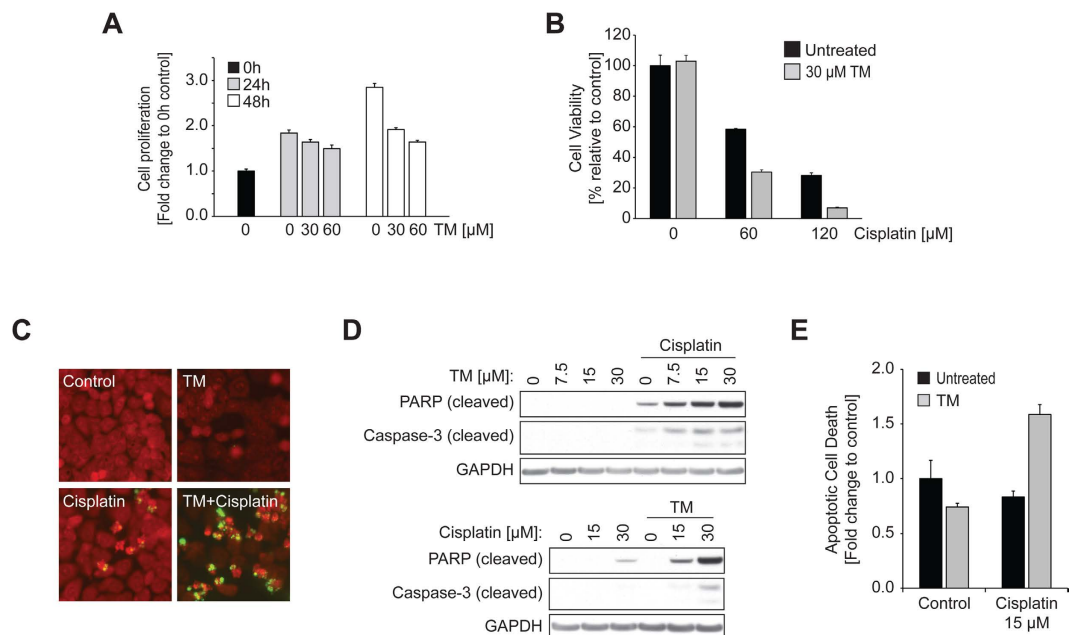 A
Cell proliferation
[Fold change to 0h control]
3.0
2.0
1.0
0.0
0h
24h
48h
0 0 30 60 0 30 60 TM [µM]
B
Cell Viability
[% relative to control]
120
100
80
60
40
20
0
Untreated
30 µM TM
0 60 120 Cisplatin [µM]
C
Control
TM
Cisplatin
TM+Cisplatin
D
Cisplatin
TM [µM]: 0 7.5 15 30 0 7.5 15 30
PARP (cleaved)
Caspase-3 (cleaved)
GAPDH
TM
Cisplatin [µM]: 0 15 30 0 15 30
PARP (cleaved)
Caspase-3 (cleaved)
GAPDH
E
Apoptotic Cell Death
[Fold change to control]
2.0
1.5
1.0
0.5
0.0
Untreated
TM
Control Cisplatin
15 µM